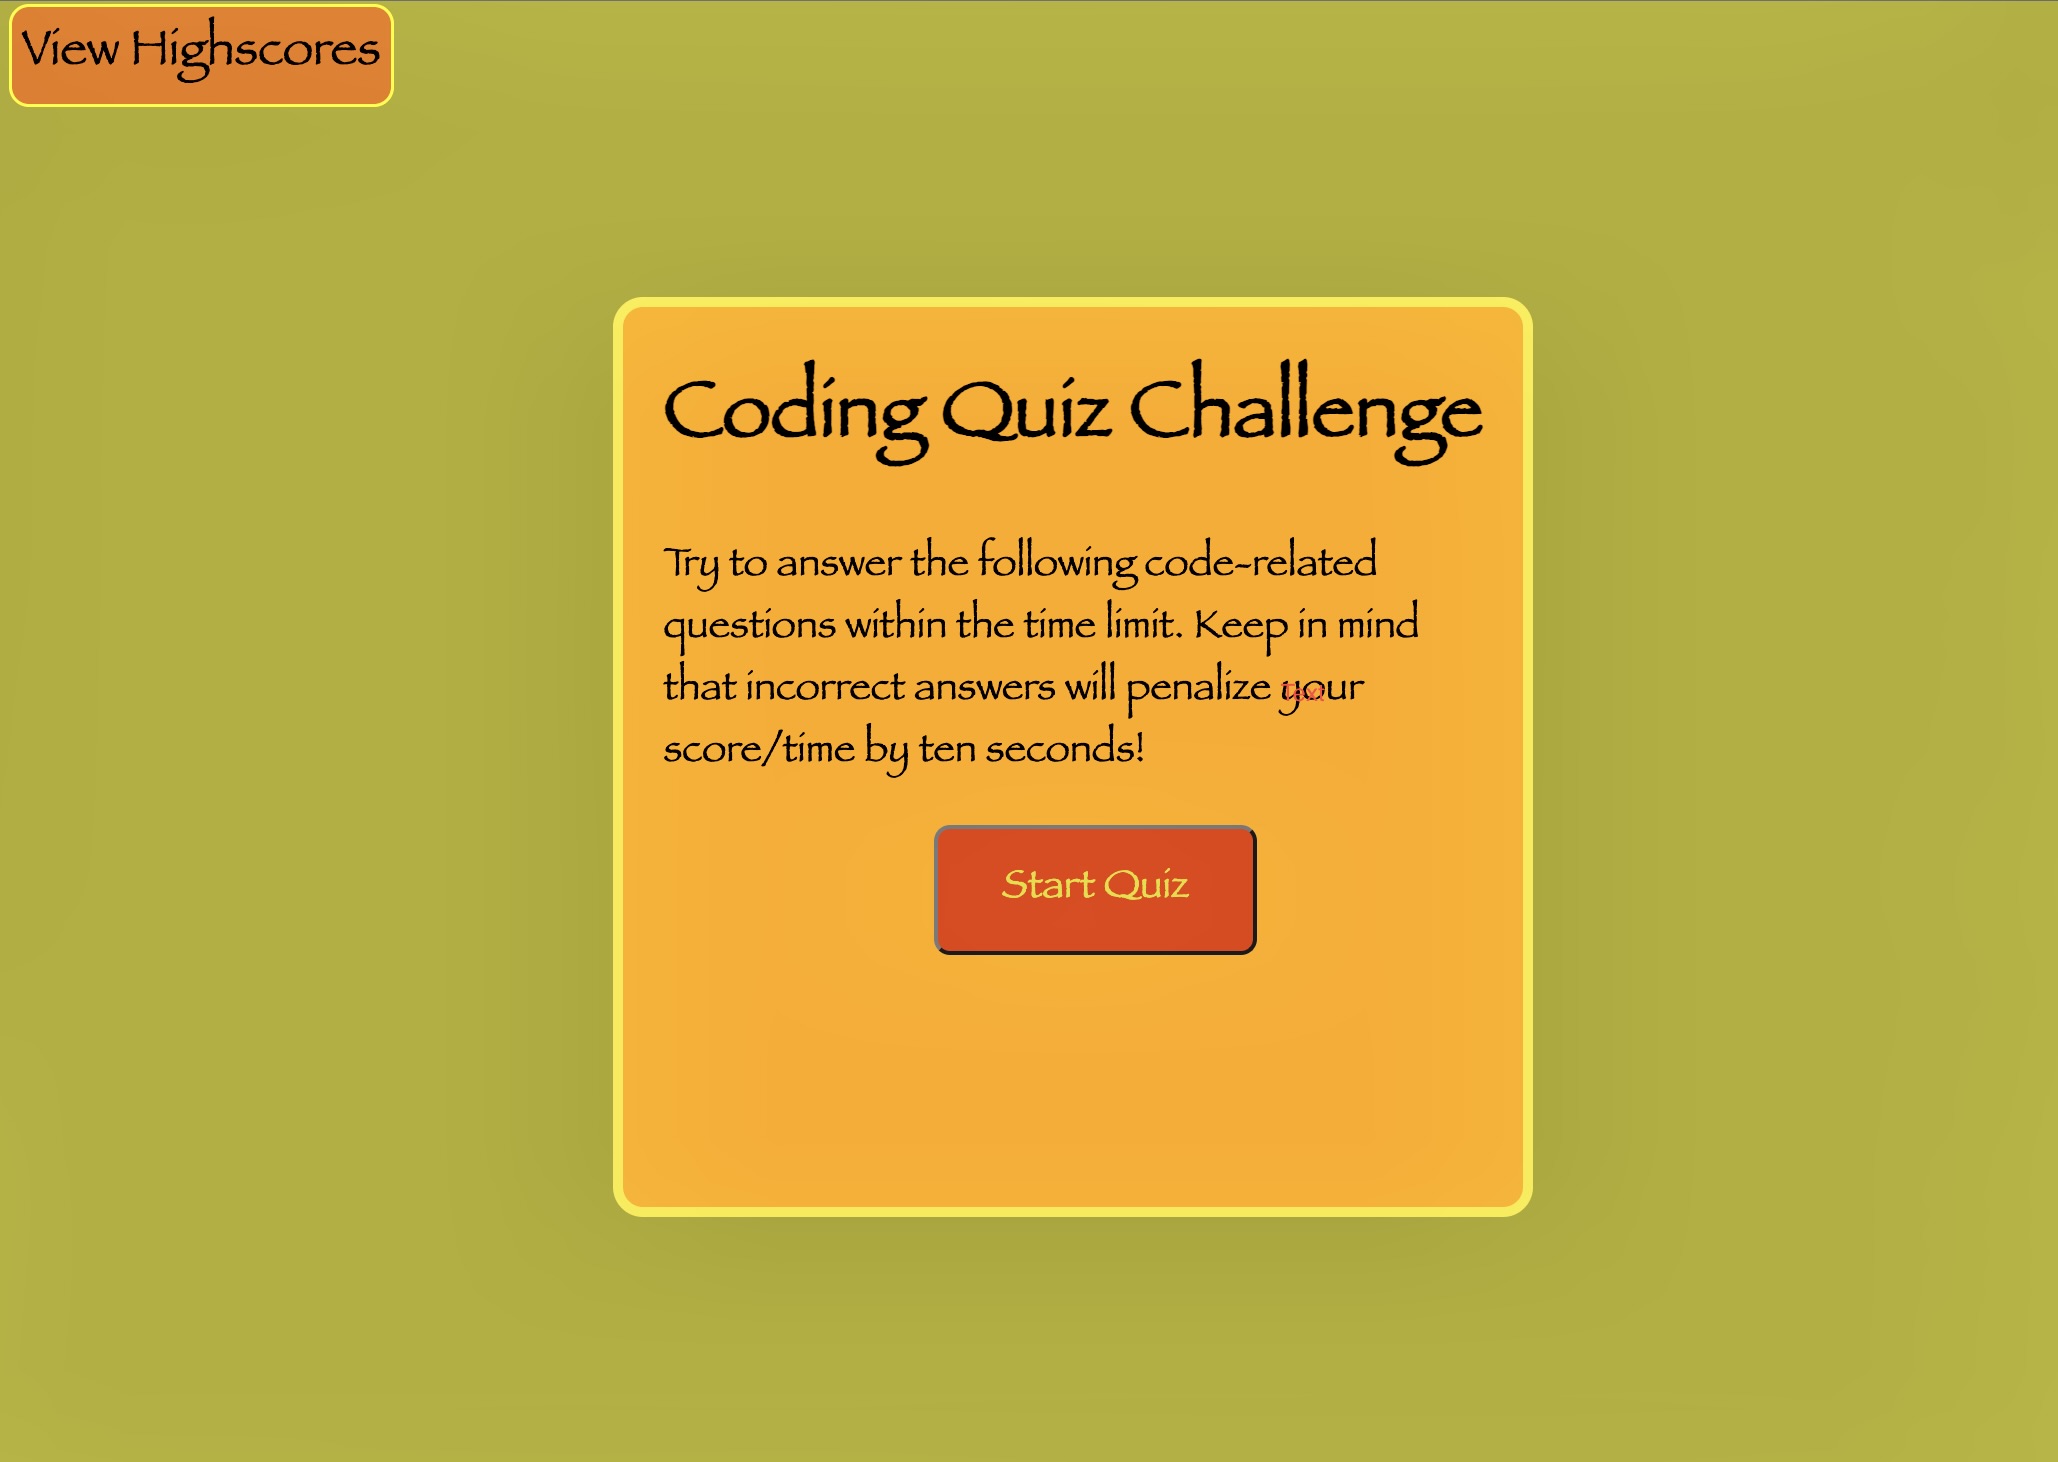 View Highscores
Coding Quiz Challenge
Try to answer the following code-related
questions within the time limit. Keep in mind
that incorrect answers will penalize your
Text
score/time by ten seconds!
Start Quiz